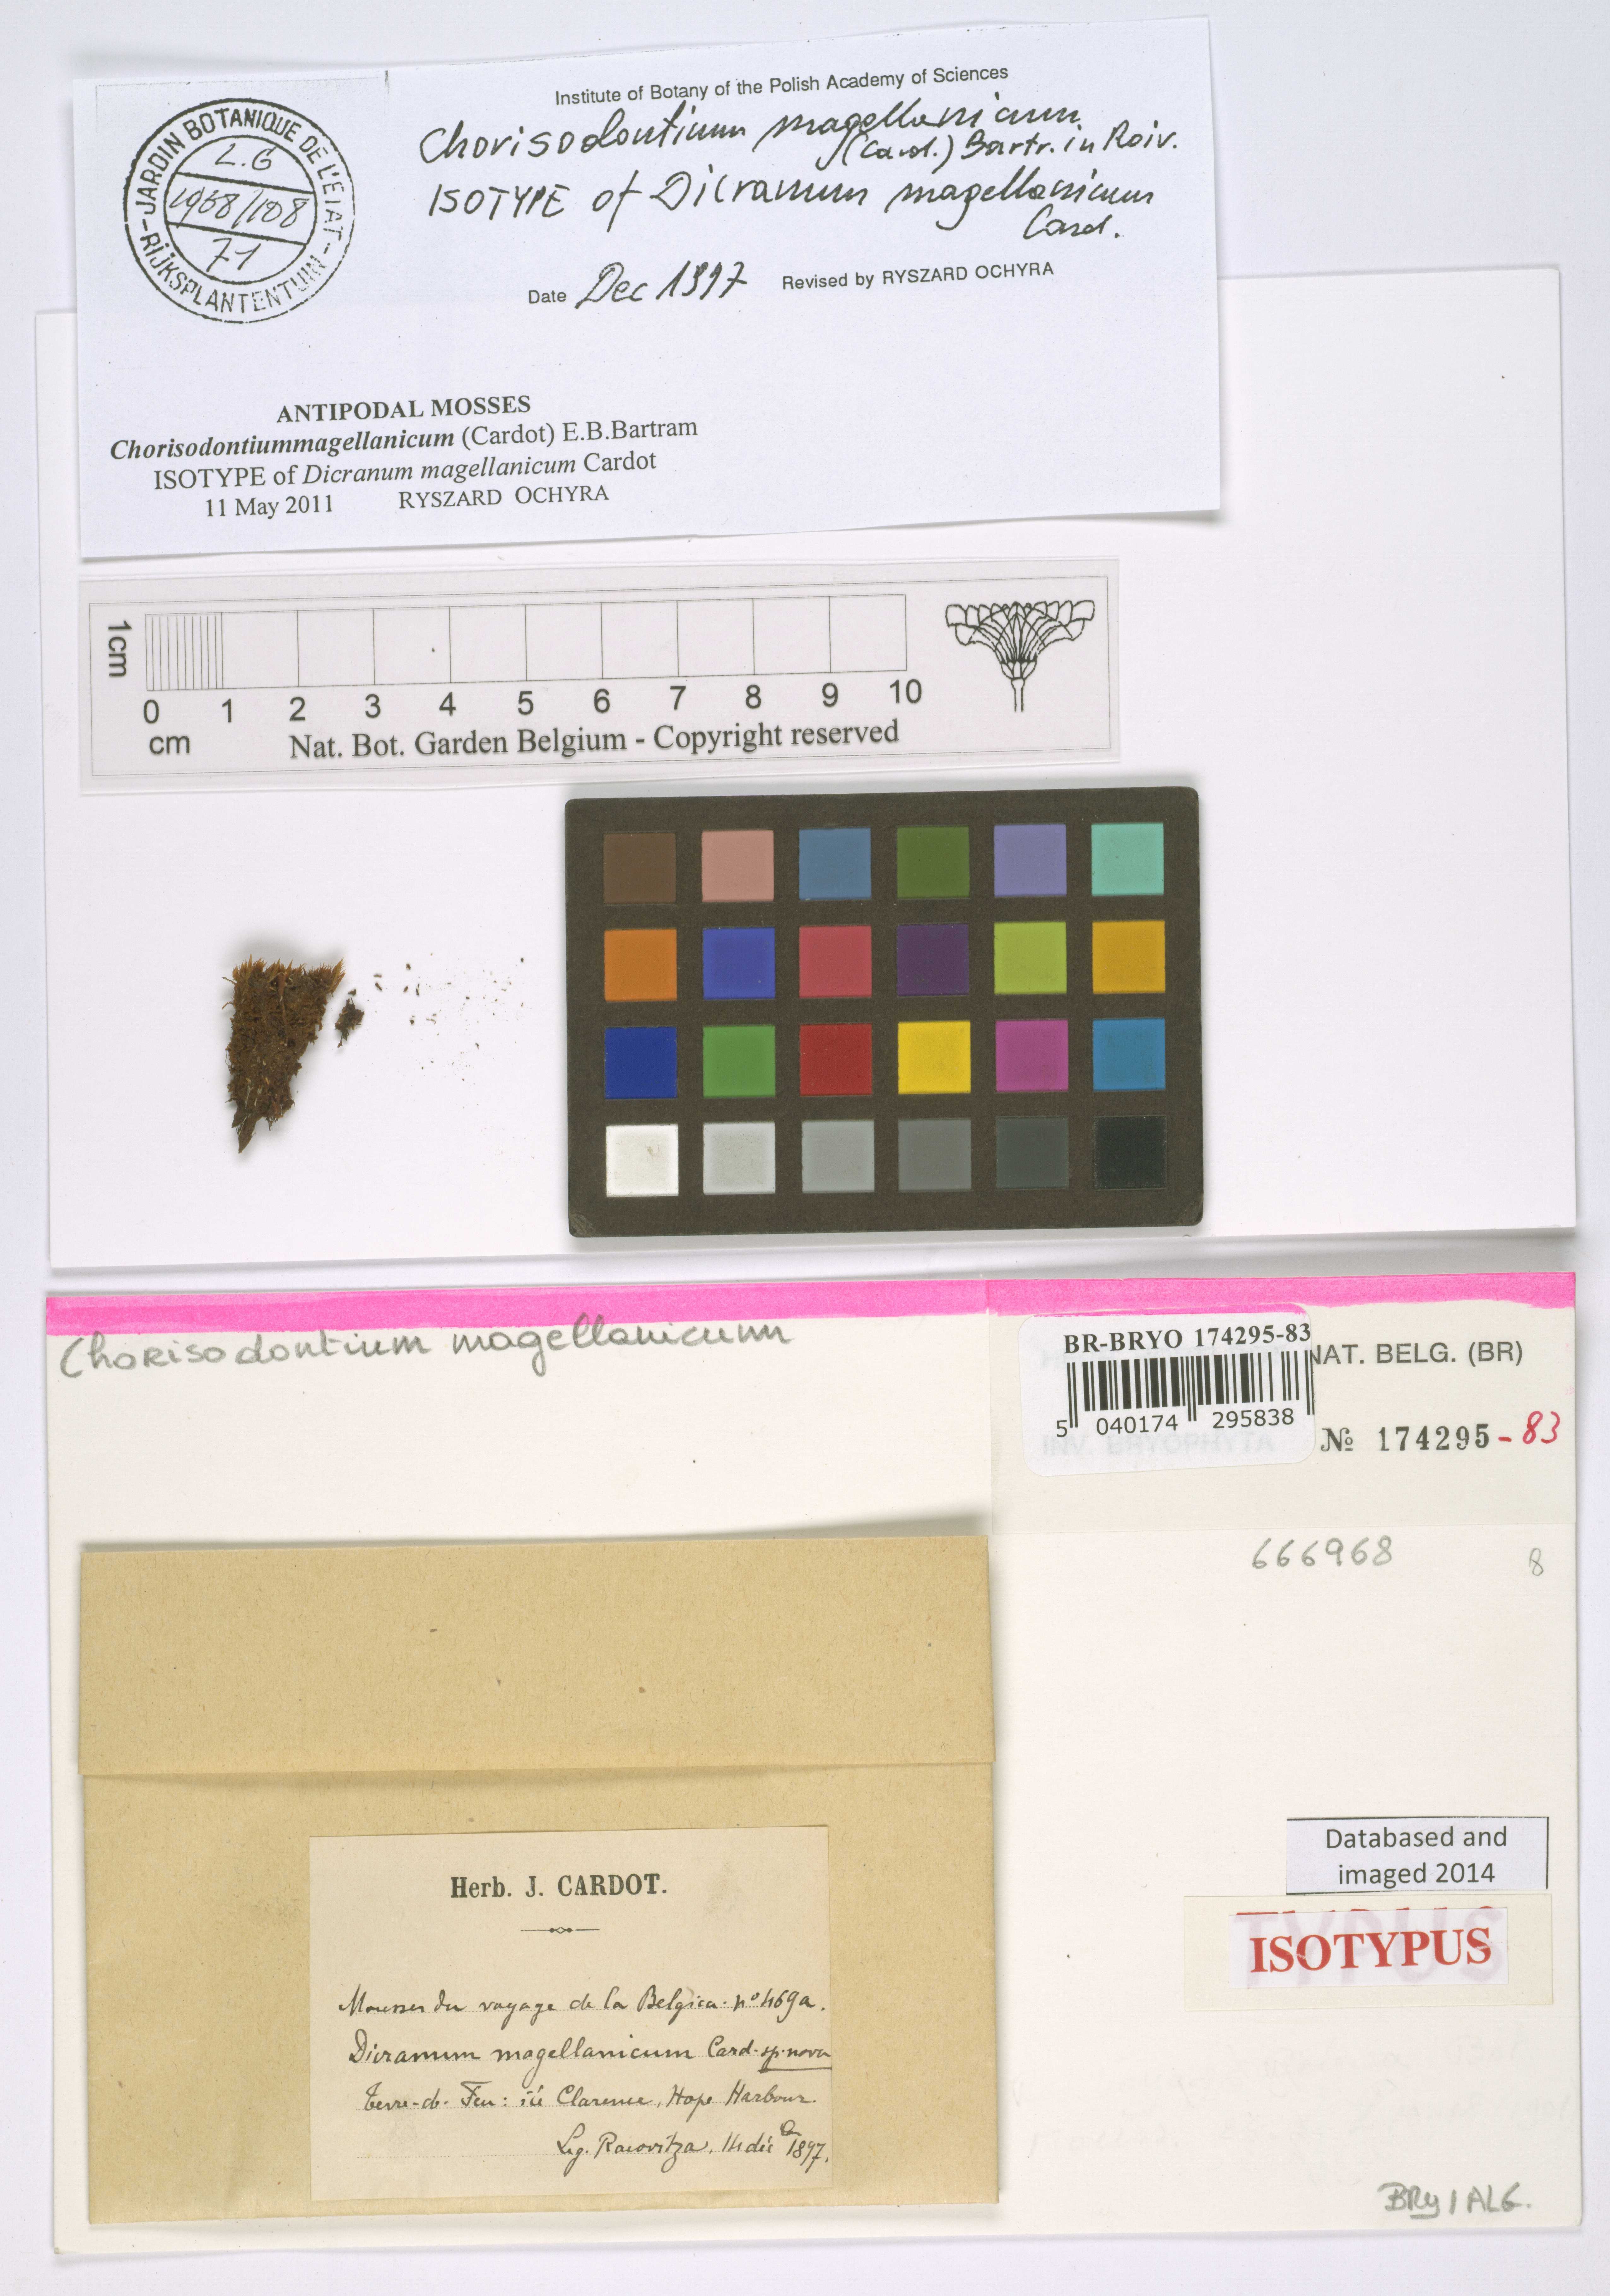 JARDIN BOTANIQUE DE L'ETAT - RIJKSPLANTENTUIN -
L.G
1968/108
71
Institute of Botany of the Polish Academy of Sciences
Chorisodontium magellanicum
(Card.) Bartr. in Roiv.
ISOTYPE of Dicranum magellanicum
Card.
Date Dec 1997 Revised by RYSZARD OCHYRA
ANTIPODAL MOSSES
Chorisodontiummagellanicum (Cardot) E.B.Bartram
ISOTYPE of Dicranum magellanicum Cardot
11 May 2011 RYSZARD OCHYRA
1cm
0 1 2 3 4 5 6 7 8 9 10
cm Nat. Bot. Garden Belgium - Copyright reserved
Chorisodontium magellanicum
BR-BRYO 174295-83
NAT. BELG. (BR)
5 040174 295838
INV. BRYOPHYTA
№ 174295-83
666968 8
Databased and
imaged 2014
TYPUS
ISOTYPUS
Herb. J. CARDOT.
Mousses du voyage de la Belgica. no 469a.
Dicranum magellanicum Card. sp. nova
Terre-de-Feu: île Clarence, Hope Harbour.
Leg. Racovitza. 14 déc 1897.
BRY / ALG.